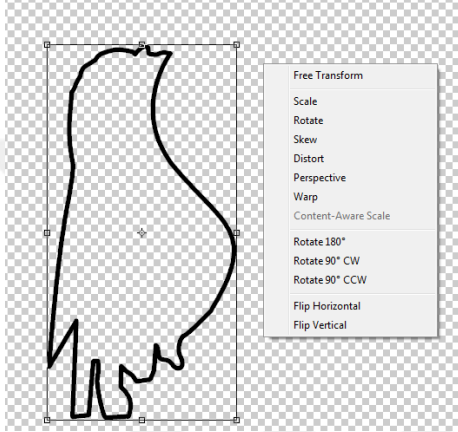 Free Transform
Scale
Rotate
Skew
Distort
Perspective
Warp
Content-Aware Scale
Rotate 180°
Rotate 90° CW
Rotate 90° CCW
Flip Horizontal
Flip Vertical